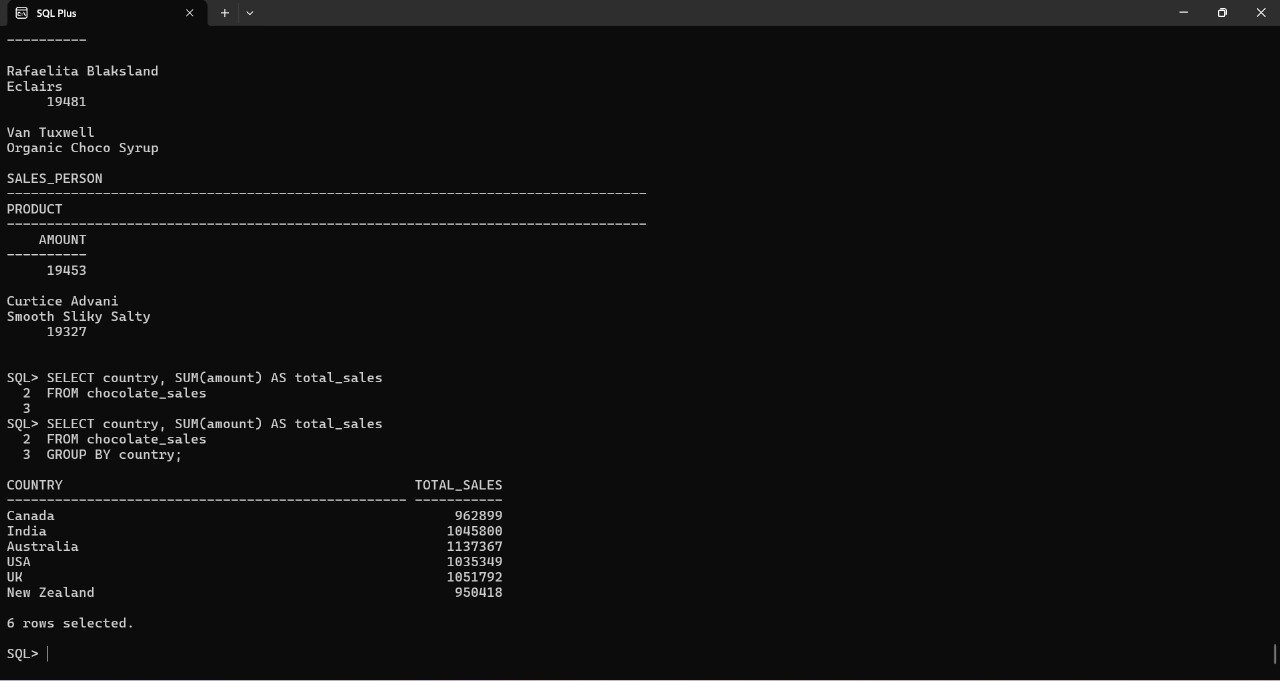 SQL Plus
----------
Rafaelita Blaksland
Eclairs
     19481
Van Tuxwell
Organic Choco Syrup
SALES_PERSON
--------------------------------------------------------------------------------
PRODUCT
--------------------------------------------------------------------------------
    AMOUNT
----------
     19453
Curtice Advani
Smooth Sliky Salty
     19327
SQL> SELECT country, SUM(amount) AS total_sales
  2  FROM chocolate_sales
  3
SQL> SELECT country, SUM(amount) AS total_sales
  2  FROM chocolate_sales
  3  GROUP BY country;
COUNTRY                                            TOTAL_SALES
-------------------------------------------------- -----------
Canada                                                  962899
India                                                  1045800
Australia                                              1137367
USA                                                    1035349
UK                                                     1051792
New Zealand                                             950418
6 rows selected.
SQL>